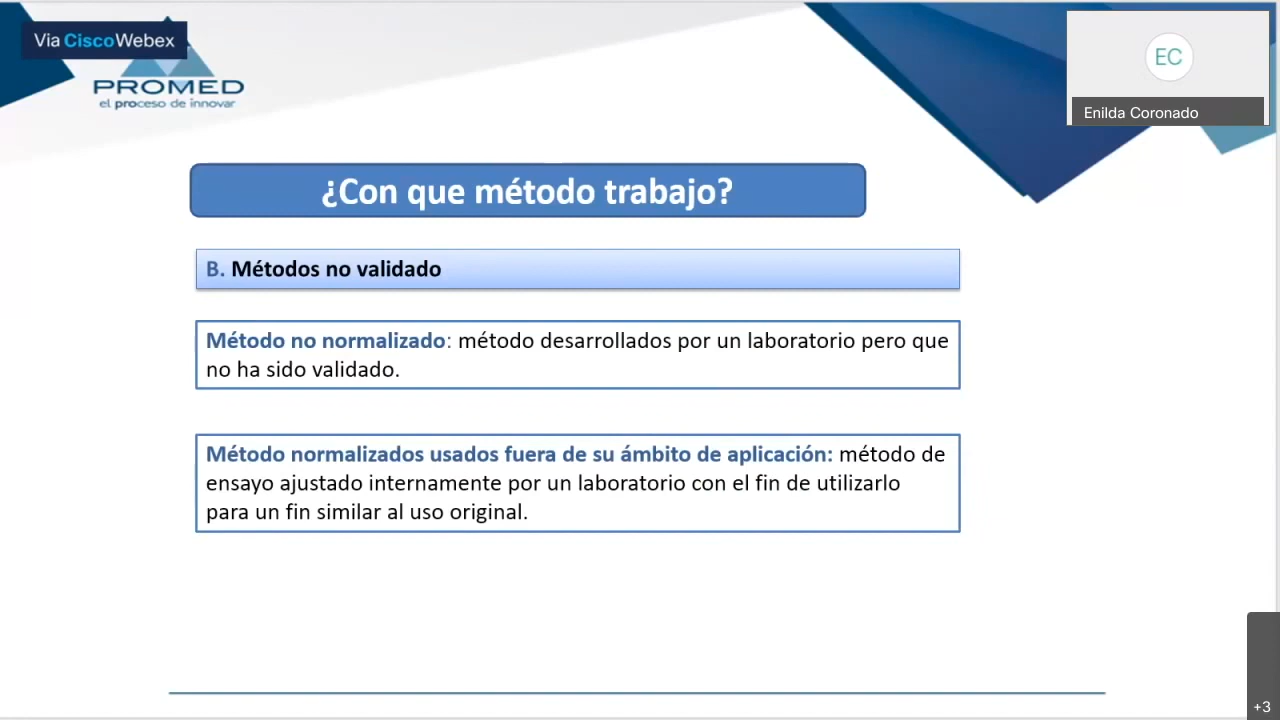 Via CiscoWebex
PROMED
el proceso de innovar
EC
Enilda Coronado
¿Con que método trabajo?
B. Métodos no validado
Método no normalizado: método desarrollados por un laboratorio pero que
no ha sido validado.
Método normalizados usados fuera de su ámbito de aplicación: método de
ensayo ajustado internamente por un laboratorio con el fin de utilizarlo
para un fin similar al uso original.
+3